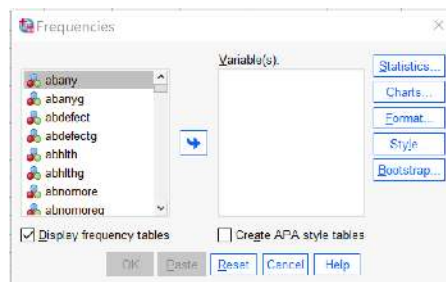 Frequencies
Variable(s):
abany
abanyg
abdefect
abdefectg
abhlth
abhlthg
abnomore
abnomoreg
Statistics...
Charts...
Format...
Style
Bootstrap...
Display frequency tables
Create APA style tables
OK
Paste
Reset
Cancel
Help